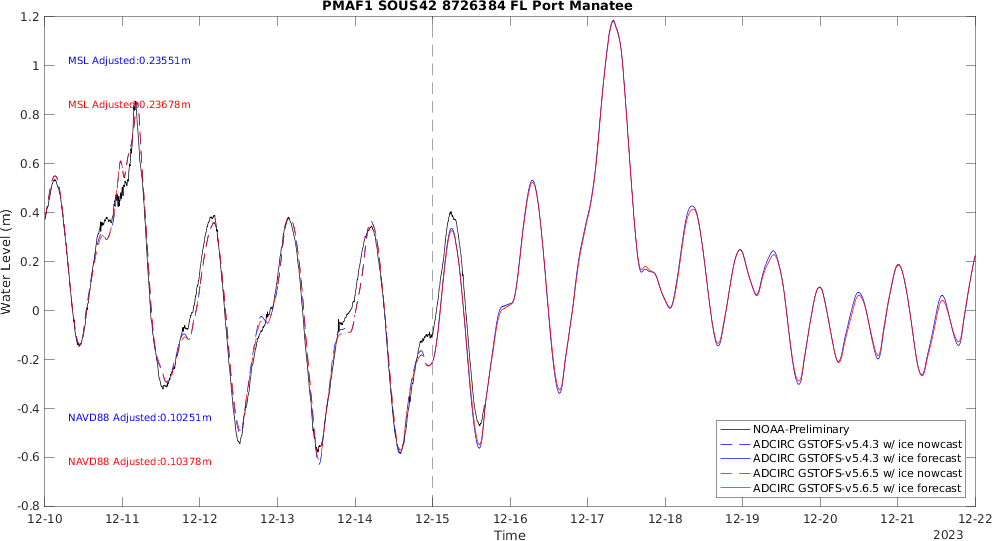 PMAF1 SOUS42 8726384 FL Port Manatee
1.2
1
0.8
0.6
0.4
0.2
0
-0.2
-0.4
-0.6
-0.8
Water Level (m)
MSL Adjusted:0.23551m
MSL Adjusted:0.23678m
NAVD88 Adjusted:0.10251m
NAVD88 Adjusted:0.10378m
NOAA-Preliminary
ADCIRC GSTOFS-v5.4.3 w/ ice nowcast
ADCIRC GSTOFS-v5.4.3 w/ ice forecast
ADCIRC GSTOFS-v5.6.5 w/ ice nowcast
ADCIRC GSTOFS-v5.6.5 w/ ice forecast
12-10 12-11 12-12 12-13 12-14 12-15 12-16 12-17 12-18 12-19 12-20 12-21 12-22
Time
2023